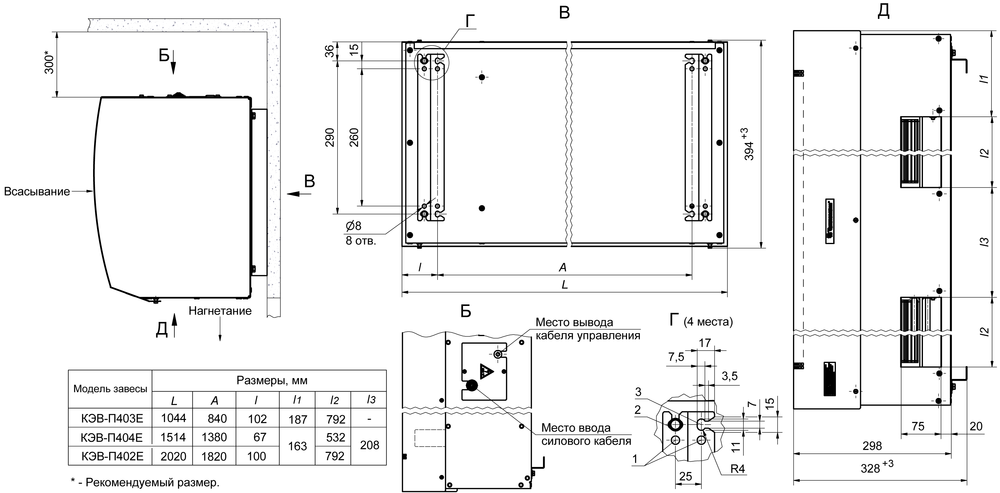 300*
Б
Всасывание
В
Нагнетание
Д
В
Г
36
15
290
260
Ø8
8 отв.
394 +3
l
A
L
Д
l1
l2
l3
l2
75
20
298
328 +3
Б
Место вывода
кабеля управления
Место ввода
силового кабеля
Г (4 места)
17
7,5
3,5
3
2
1
7
15
11
R4
25
Модель завесы
Размеры, мм
L A l l1 l2 l3
КЭВ-П403Е 1044 840 102 187 792 -
КЭВ-П404Е 1514 1380 67 163 532 208
КЭВ-П402Е 2020 1820 100 792
* - Рекомендуемый размер.